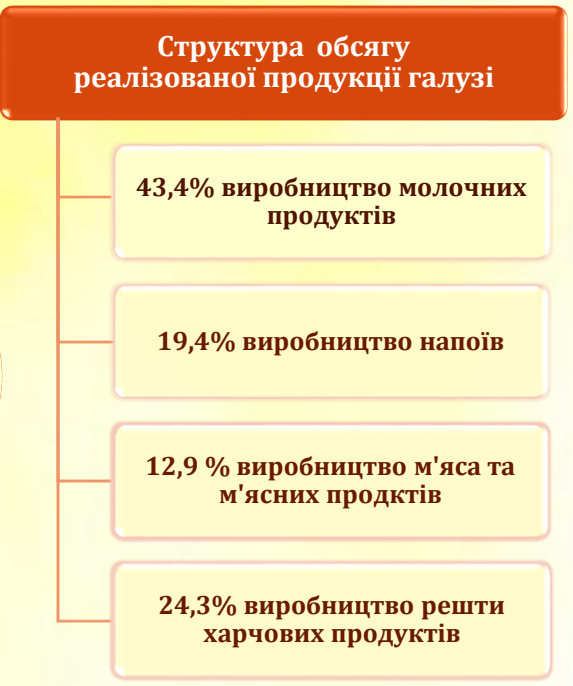 Структура обсягу
реалізованої продукції галузі
43,4% виробництво молочних
продуктів
19,4% виробництво напоїв
12,9 % виробництво м'яса та
м'ясних продктів
24,3% виробництво решти
харчових продуктів